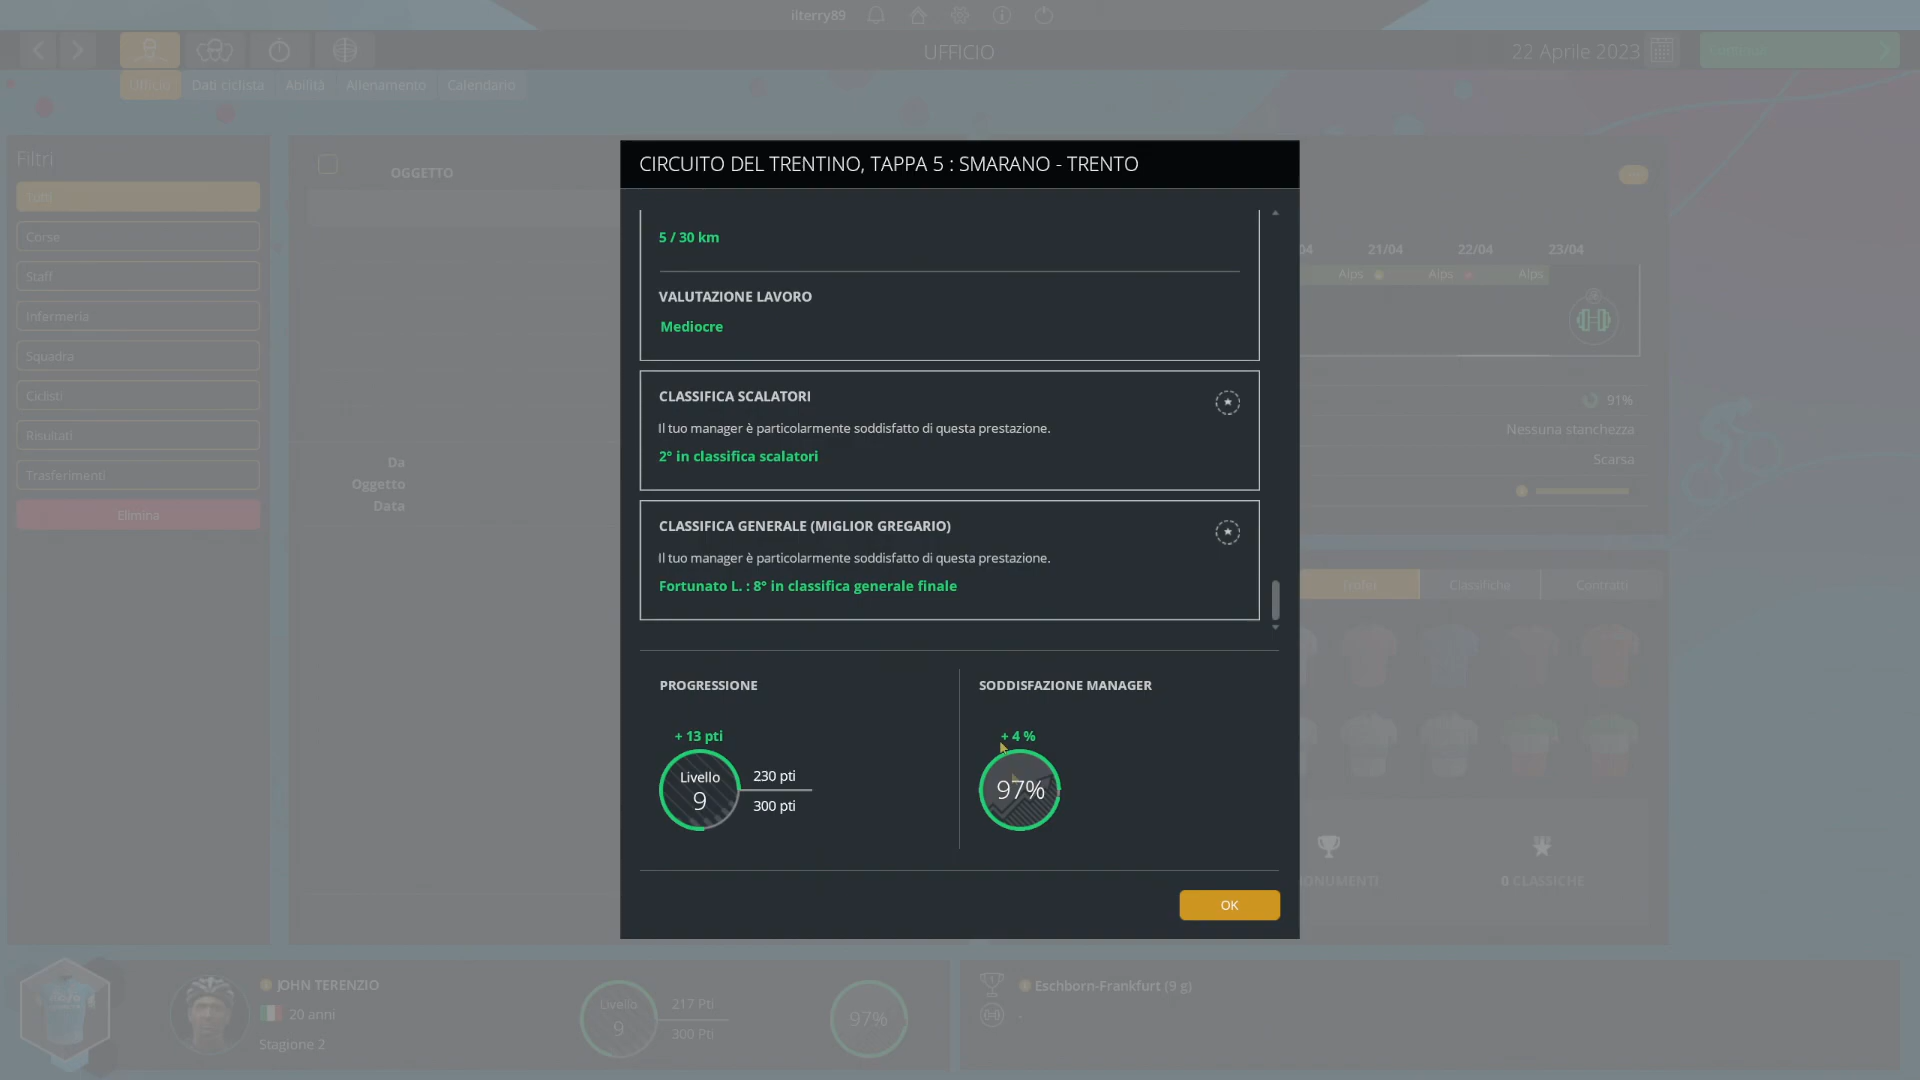 ilterry89
UFFICIO
22 Aprile 2023
Ufficio
Dati ciclista
Abilità
Allenamento
Calendario
Filtri
Tutti
Corse
Staff
Infermeria
Squadra
Ciclisti
Risultati
Trasferimenti
Elimina
OGGETTO
Da
Oggetto
Data
CIRCUITO DEL TRENTINO, TAPPA 5 : SMARANO - TRENTO
5 / 30 km
VALUTAZIONE LAVORO
Mediocre
CLASSIFICA SCALATORI
Il tuo manager è particolarmente soddisfatto di questa prestazione.
2° in classifica scalatori
CLASSIFICA GENERALE (MIGLIOR GREGARIO)
Il tuo manager è particolarmente soddisfatto di questa prestazione.
Fortunato L. : 8° in classifica generale finale
PROGRESSIONE
+ 13 pti
Livello
9
230 pti
300 pti
SODDISFAZIONE MANAGER
+ 4 %
97%
OK
04
21/04
22/04
23/04
Alps
Alps
Alps
91%
Nessuna stanchezza
Scarsa
Trofei
Classifiche
Contratti
ONUMENTI
0 CLASSICHE
JOHN TERENZIO
20 anni
Stagione 2
Livello
9
217 Pti
300 Pti
97%
Eschborn-Frankfurt (9 g)
-